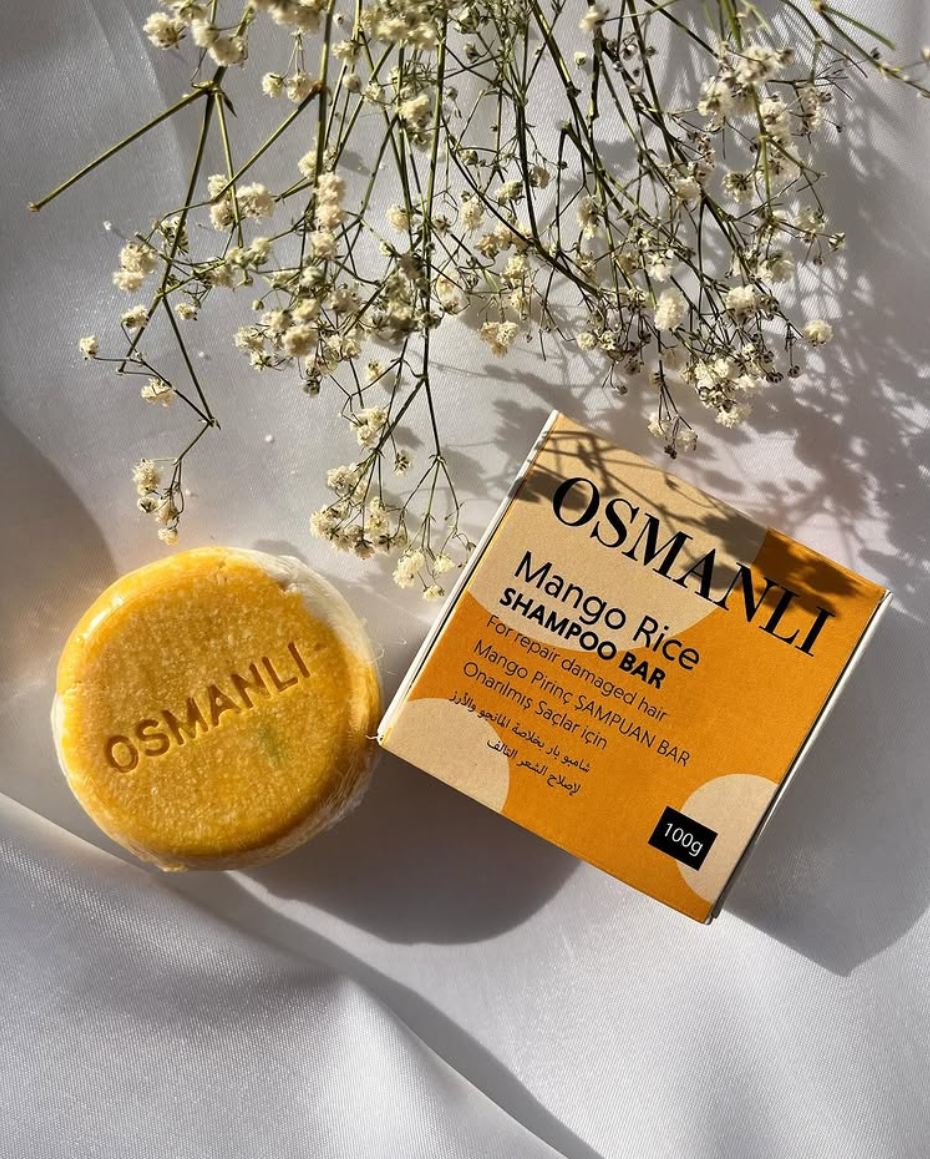 OSMANLI
OSMANLI
Mango Rice
SHAMPOO BAR
For repair damaged hair
Mango Pirinç ŞAMPUAN BAR
Onarılmış Saçlar için
شامبو بار بخلاصة المانجو والأرز
لإصلاح الشعر التالف
100g